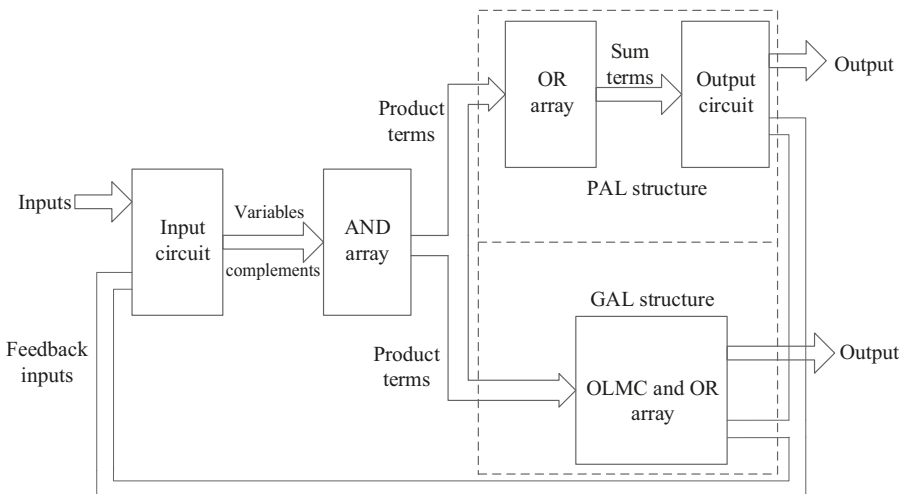 Inputs
Input
circuit
Variables
complements
AND
array
Product
terms
OR
array
Sum
terms
Output
circuit
Output
PAL structure
GAL structure
Product
terms
OLMC and OR
array
Output
Feedback
inputs